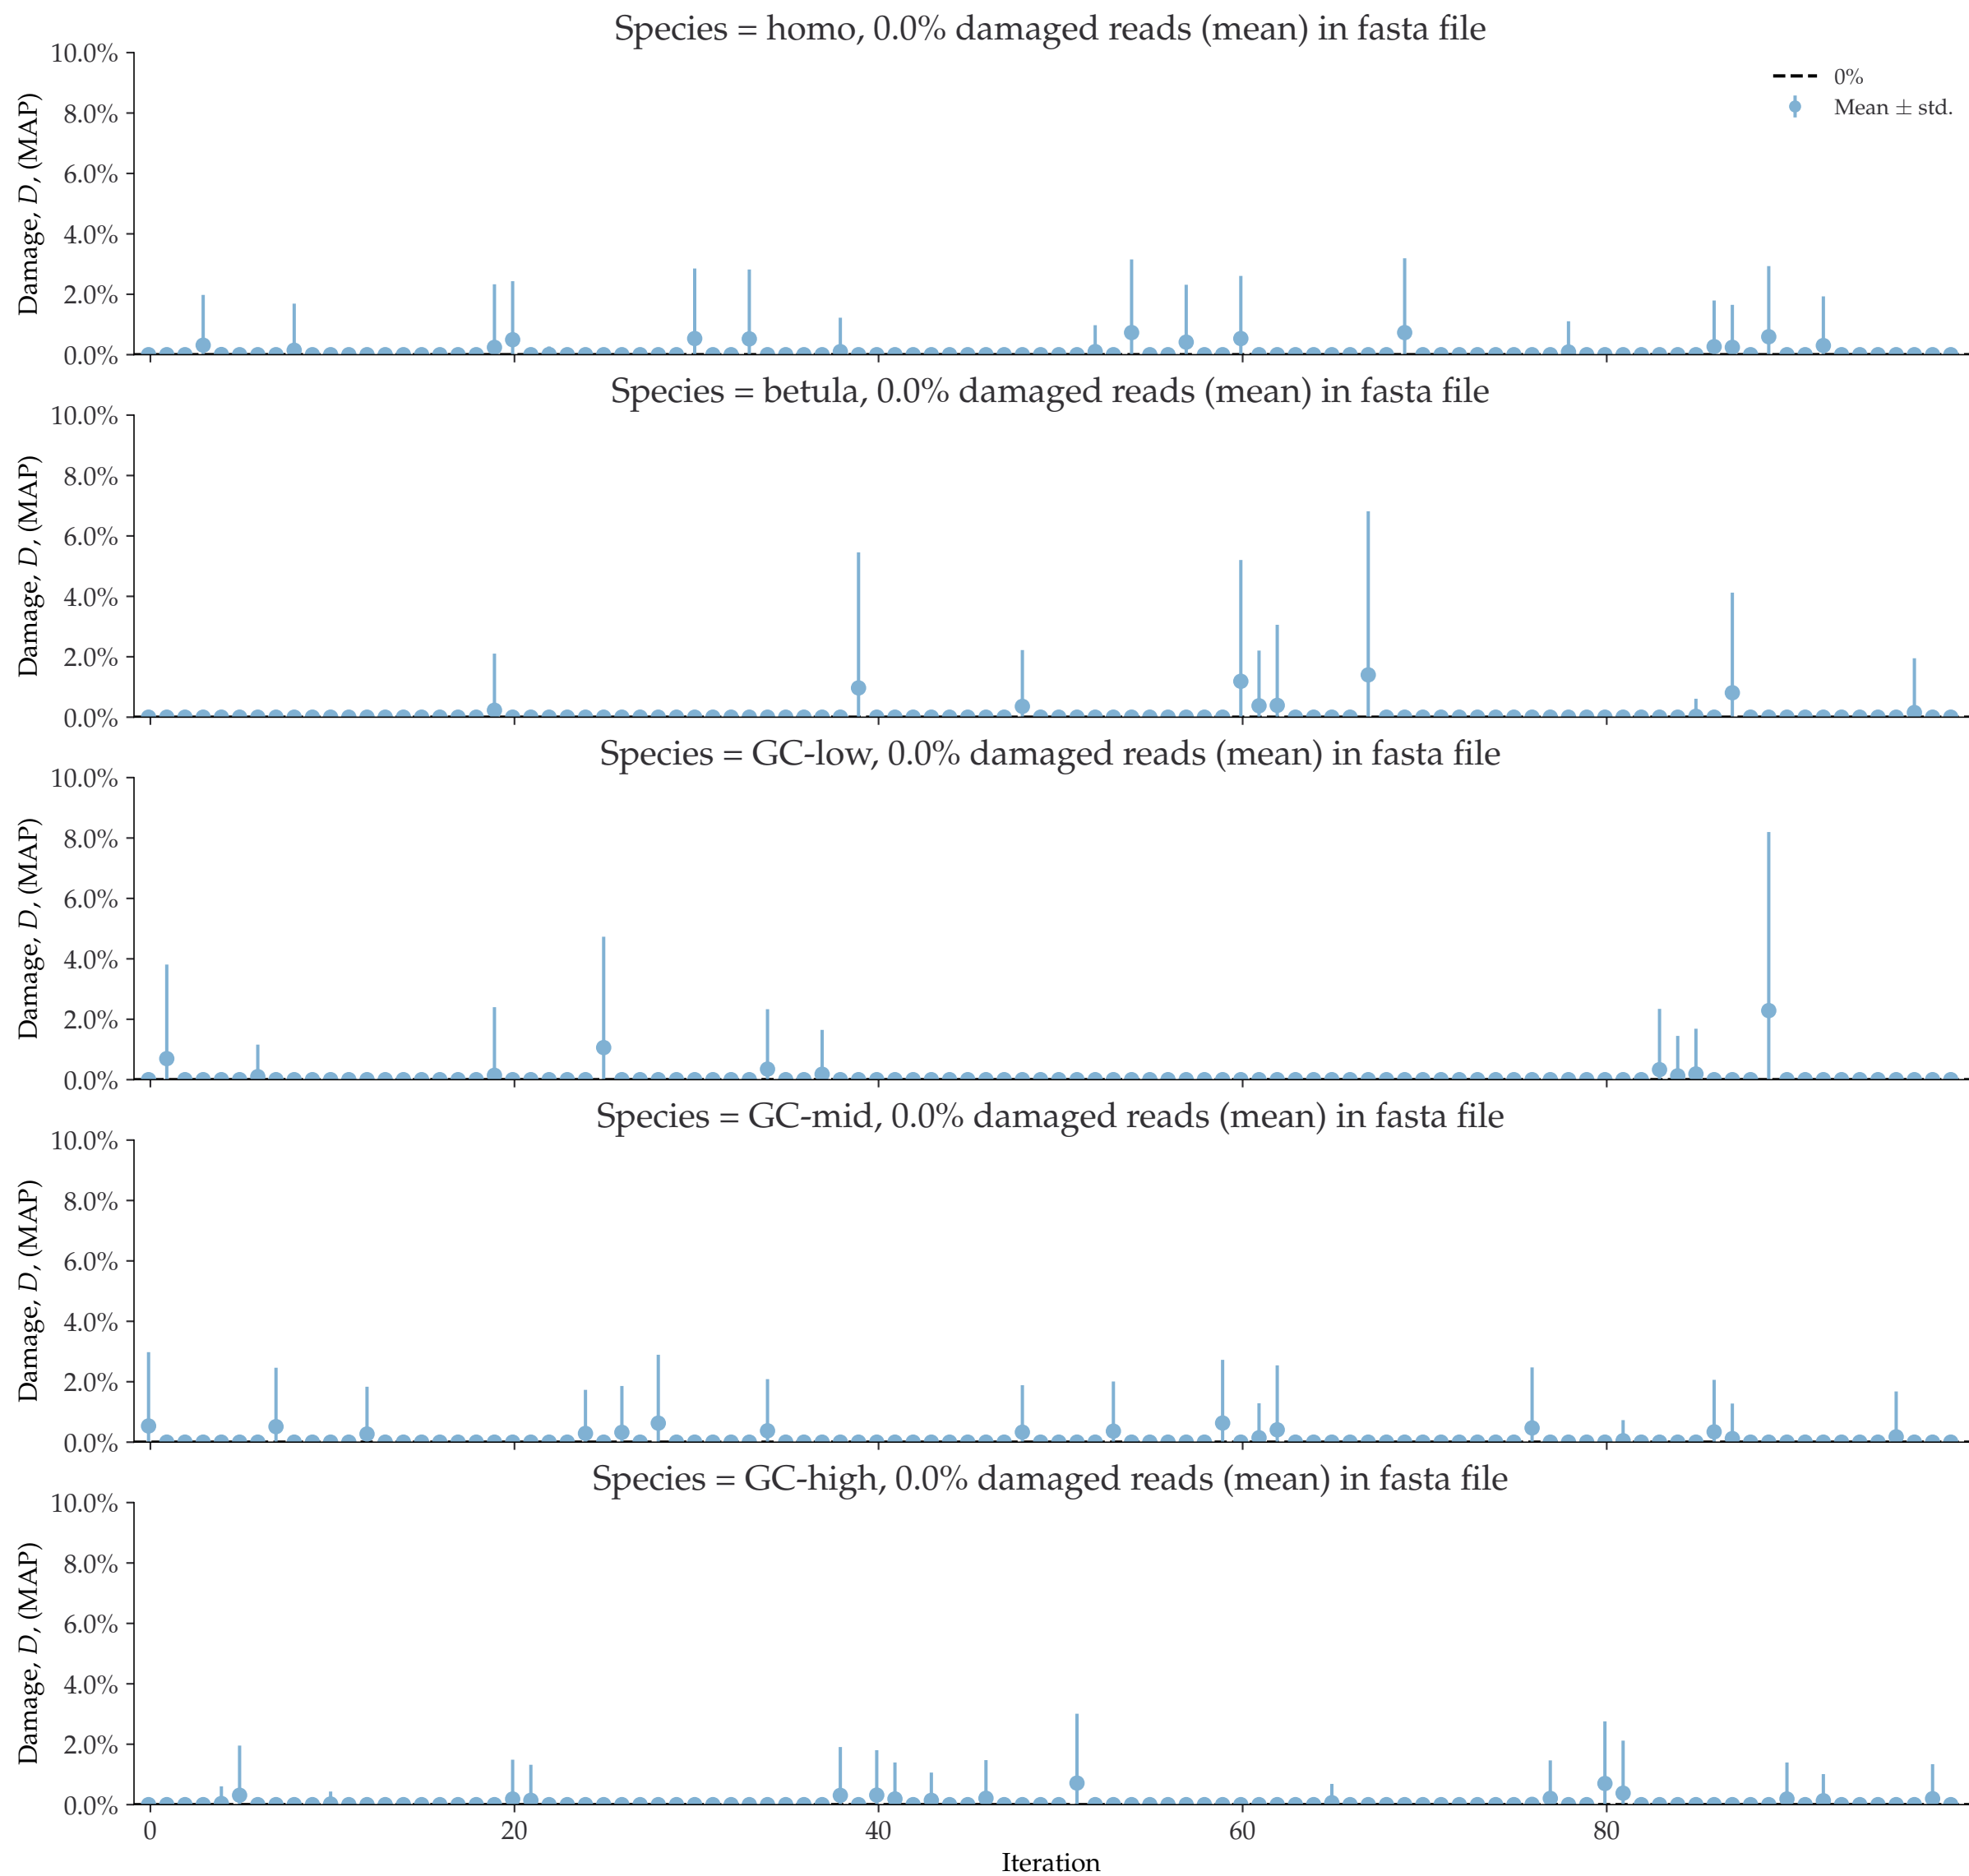 Species = homo, 0.0% damaged reads (mean) in fasta file
10.0%
8.0%
6.0%
4.0%
2.0%
0.0%
Damage, D, (MAP)
0%
Mean ± std.
Species = betula, 0.0% damaged reads (mean) in fasta file
10.0%
8.0%
6.0%
4.0%
2.0%
0.0%
Damage, D, (MAP)
Species = GC-low, 0.0% damaged reads (mean) in fasta file
10.0%
8.0%
6.0%
4.0%
2.0%
0.0%
Damage, D, (MAP)
Species = GC-mid, 0.0% damaged reads (mean) in fasta file
10.0%
8.0%
6.0%
4.0%
2.0%
0.0%
Damage, D, (MAP)
Species = GC-high, 0.0% damaged reads (mean) in fasta file
10.0%
8.0%
6.0%
4.0%
2.0%
0.0%
Damage, D, (MAP)
0 20 40 60 80
Iteration